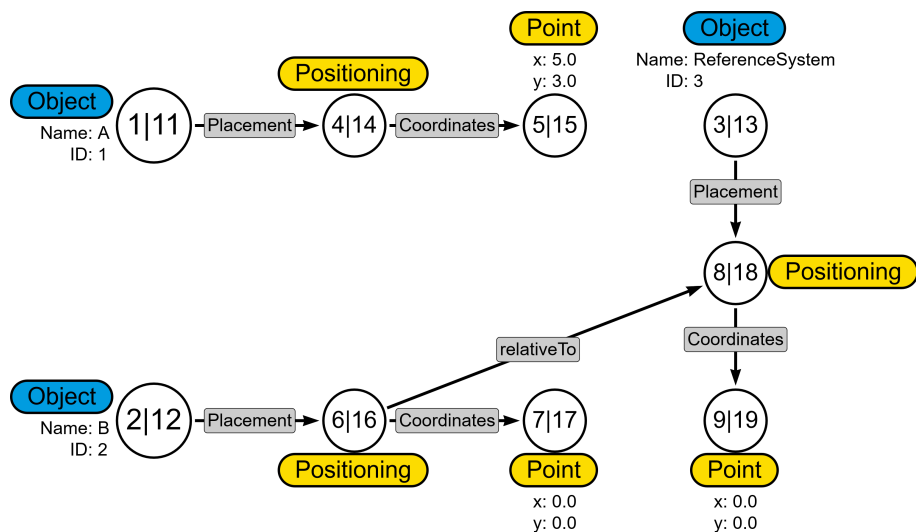 Point
x: 5.0
y: 3.0
Object
Name: ReferenceSystem
ID: 3
Positioning
Object
Name: A
ID: 1
1|11
Placement
4|14
Coordinates
5|15
3|13
Placement
8|18
Positioning
relativeTo
Coordinates
Object
Name: B
ID: 2
2|12
Placement
6|16
Coordinates
7|17
9|19
Positioning
Point
x: 0.0
y: 0.0
Point
x: 0.0
y: 0.0